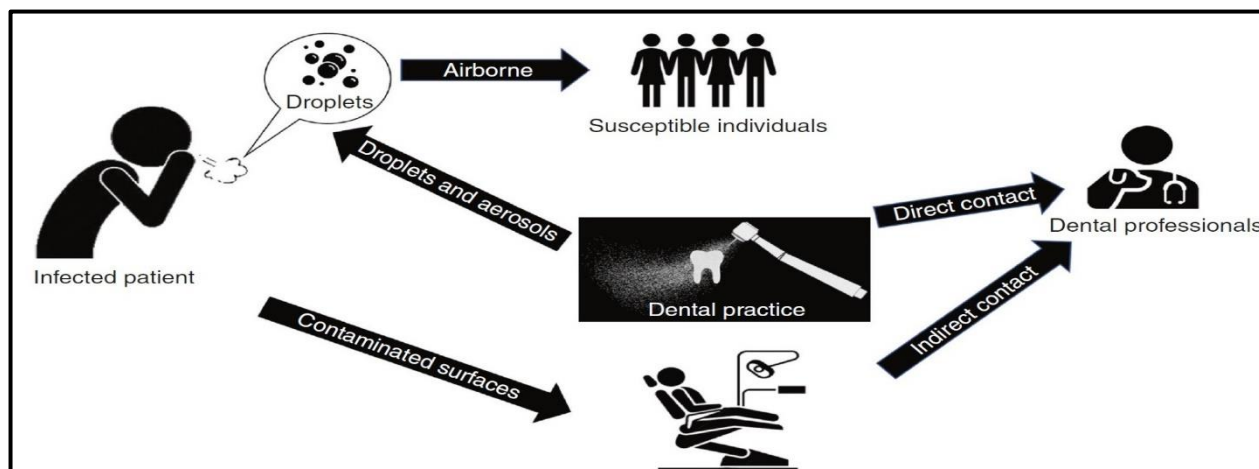 Droplets
Airborne
Susceptible individuals
Droplets and aerosols
Direct contact
Dental professionals
Infected patient
Dental practice
Contaminated surfaces
Indirect contact